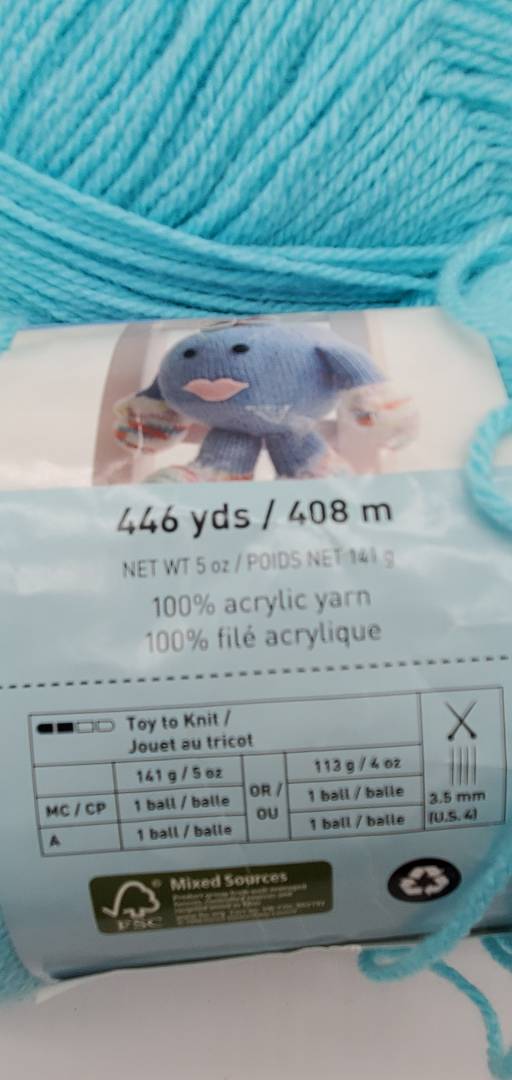 446 yds / 408 m
NET WT 5 oz / POIDS NET 141 g
100% acrylic yarn
100% filé acrylique
Toy to Knit /
Jouet au tricot
141 g / 5 oz
OR /
OU
113 g / 4 oz
MC / CP
1 ball / balle
1 ball / balle
A
1 ball / balle
1 ball / balle
3.5 mm
(U.S. 4)
FSC
®
Mixed Sources